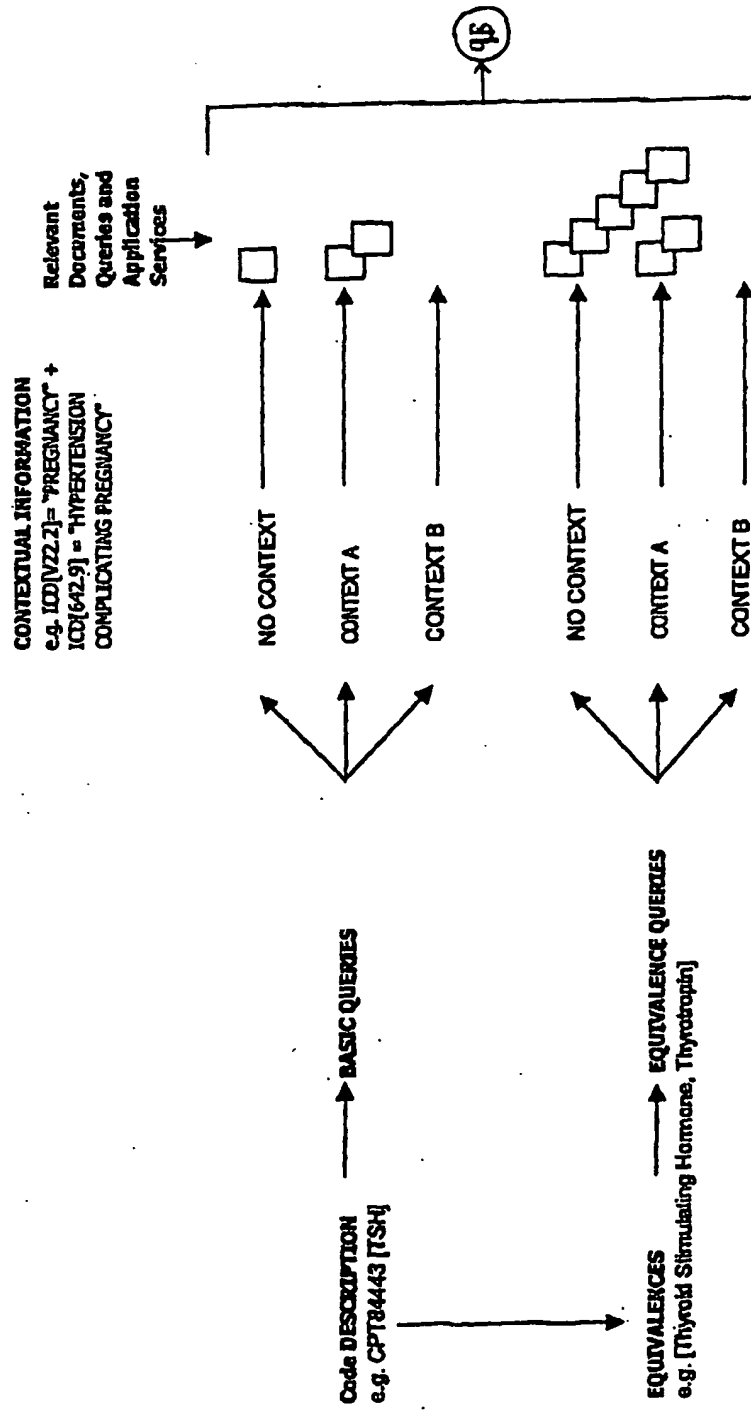 CONTEXTUAL INFORMATION
e.g. ICD[V22.2]= "PREGNANCY" +
ICD[642.9] = "HYPERTENSION
COMPLICATING PREGNANCY"
Relevant
Documents,
Queries and
Application
Services
Code DESCRIPTION
e.g. CPT84443 [TSH]
BASIC QUERIES
NO CONTEXT
CONTEXT A
CONTEXT B
EQUIVALENCES
e.g. [Thyroid Stimulating Hormone, Thyrotropin]
EQUIVALENCE QUERIES
NO CONTEXT
CONTEXT A
CONTEXT B